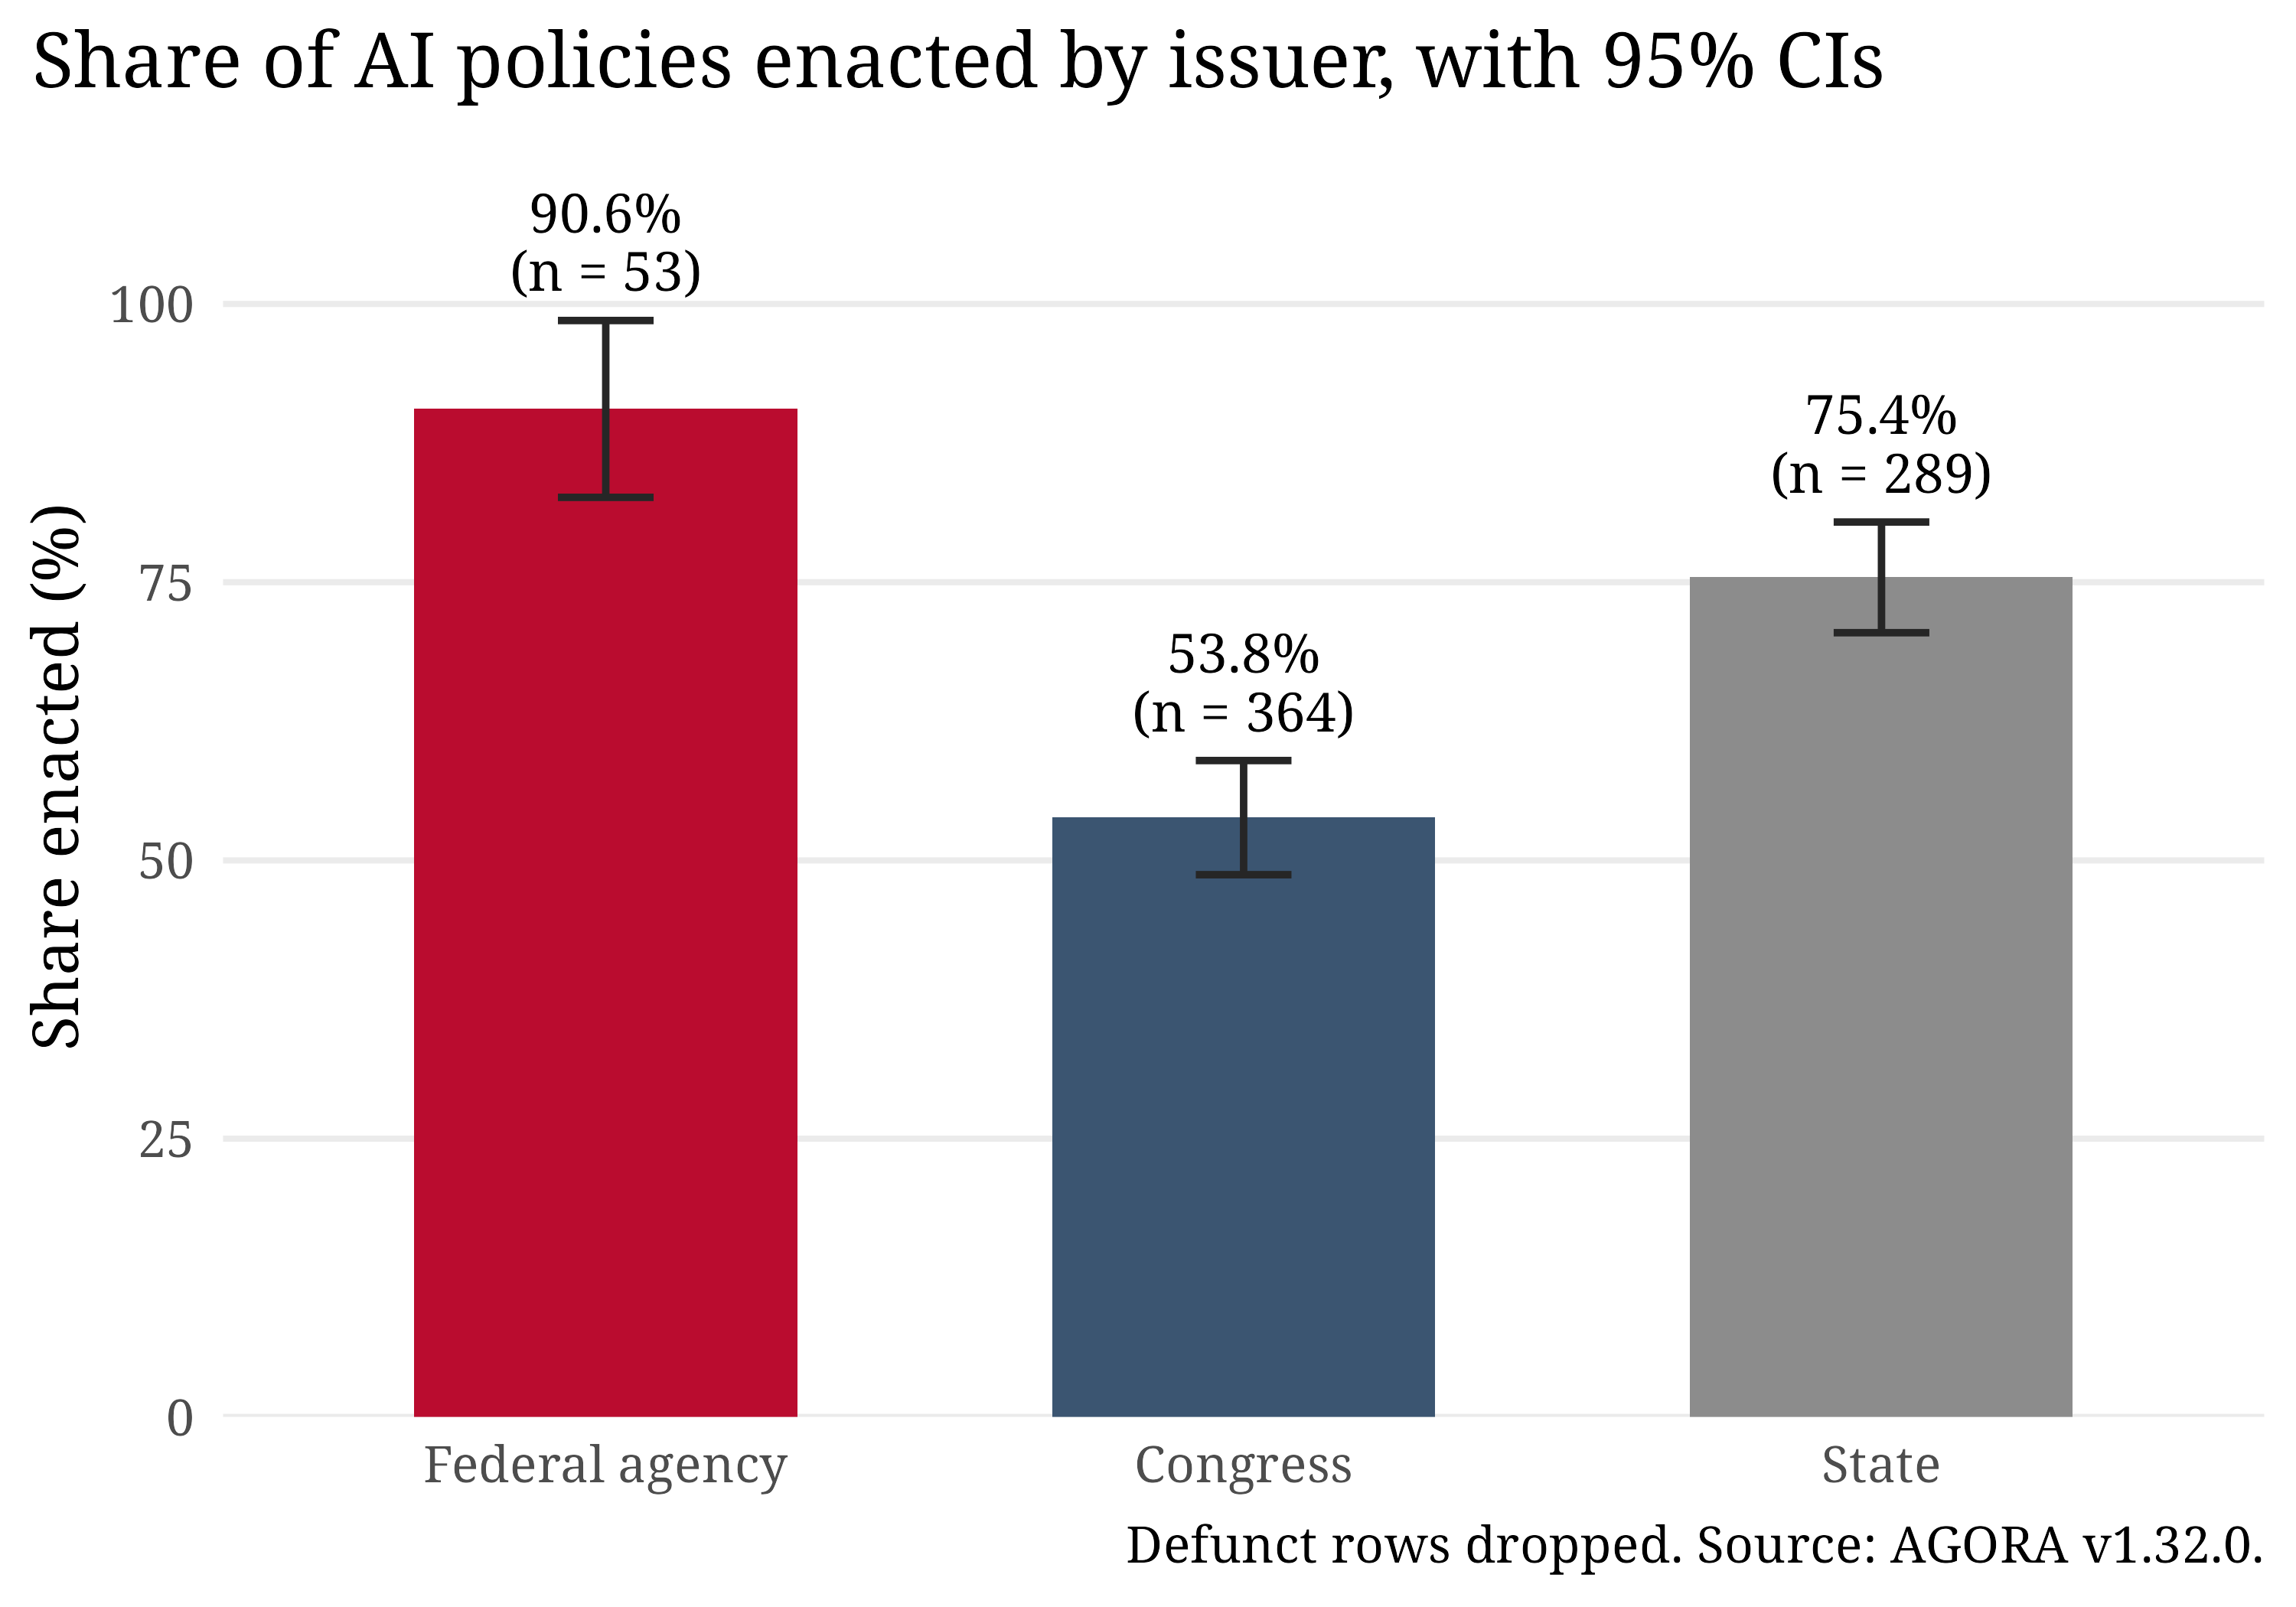 Share of AI policies enacted by issuer, with 95% CIs
90.6%
(n = 53)
53.8%
(n = 364)
75.4%
(n = 289)
Share enacted (%)
100
75
50
25
0
Federal agency
Congress
State
Defunct rows dropped. Source: AGORA v1.32.0.